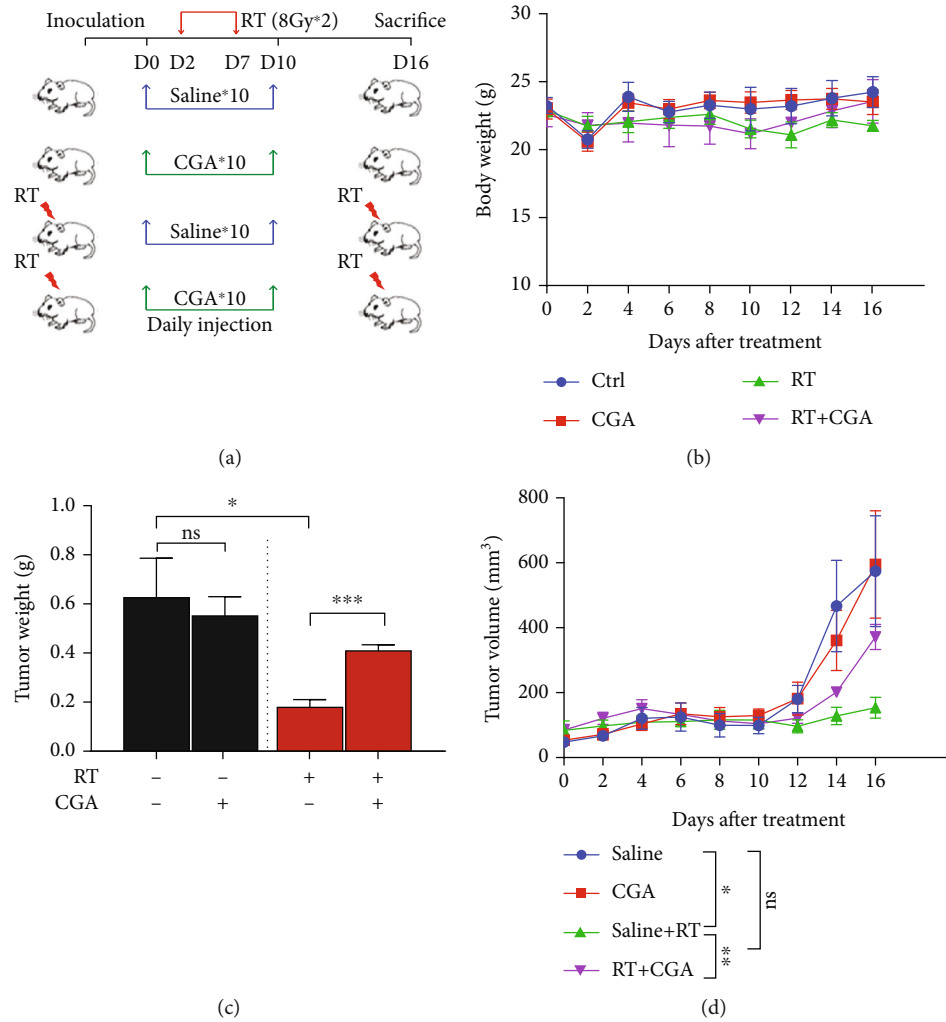 Inoculation RT (8Gy*2) Sacrifice
D0 D2 D7 D10 D16
Saline*10
CGA*10
RT RT
Saline*10
RT RT
CGA*10
Daily injection
(a)
Body weight (g)
30
25
20
15
10
0 2 4 6 8 10 12 14 16
Days after treatment
Ctrl RT
CGA RT+CGA
(b)
Tumor weight (g)
1.0
0.8
0.6
0.4
0.2
0.0
*
ns
***
RT – – + +
CGA – + – +
(c)
Tumor volume (mm³)
800
600
400
200
0
0 2 4 6 8 10 12 14 16
Days after treatment
Saline
CGA
Saline+RT
RT+CGA
*
**
ns
(d)